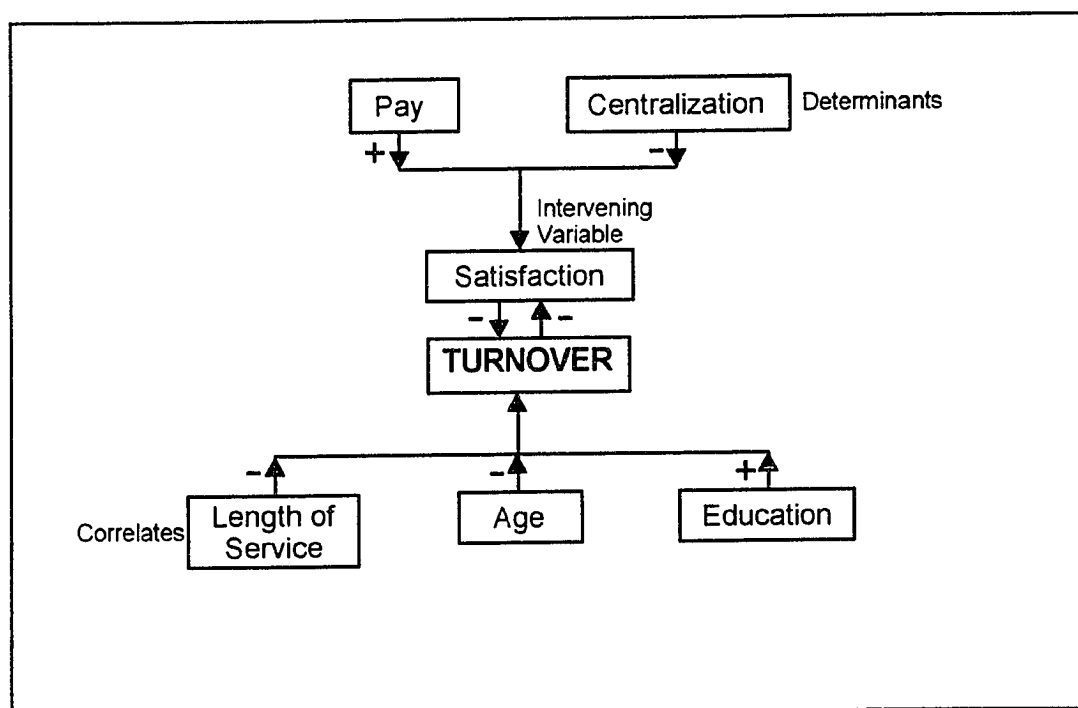 Pay
Centralization
Determinants
+
-
Intervening
Variable
Satisfaction
-
-
TURNOVER
-
-
+
Correlates
Length of
Service
Age
Education